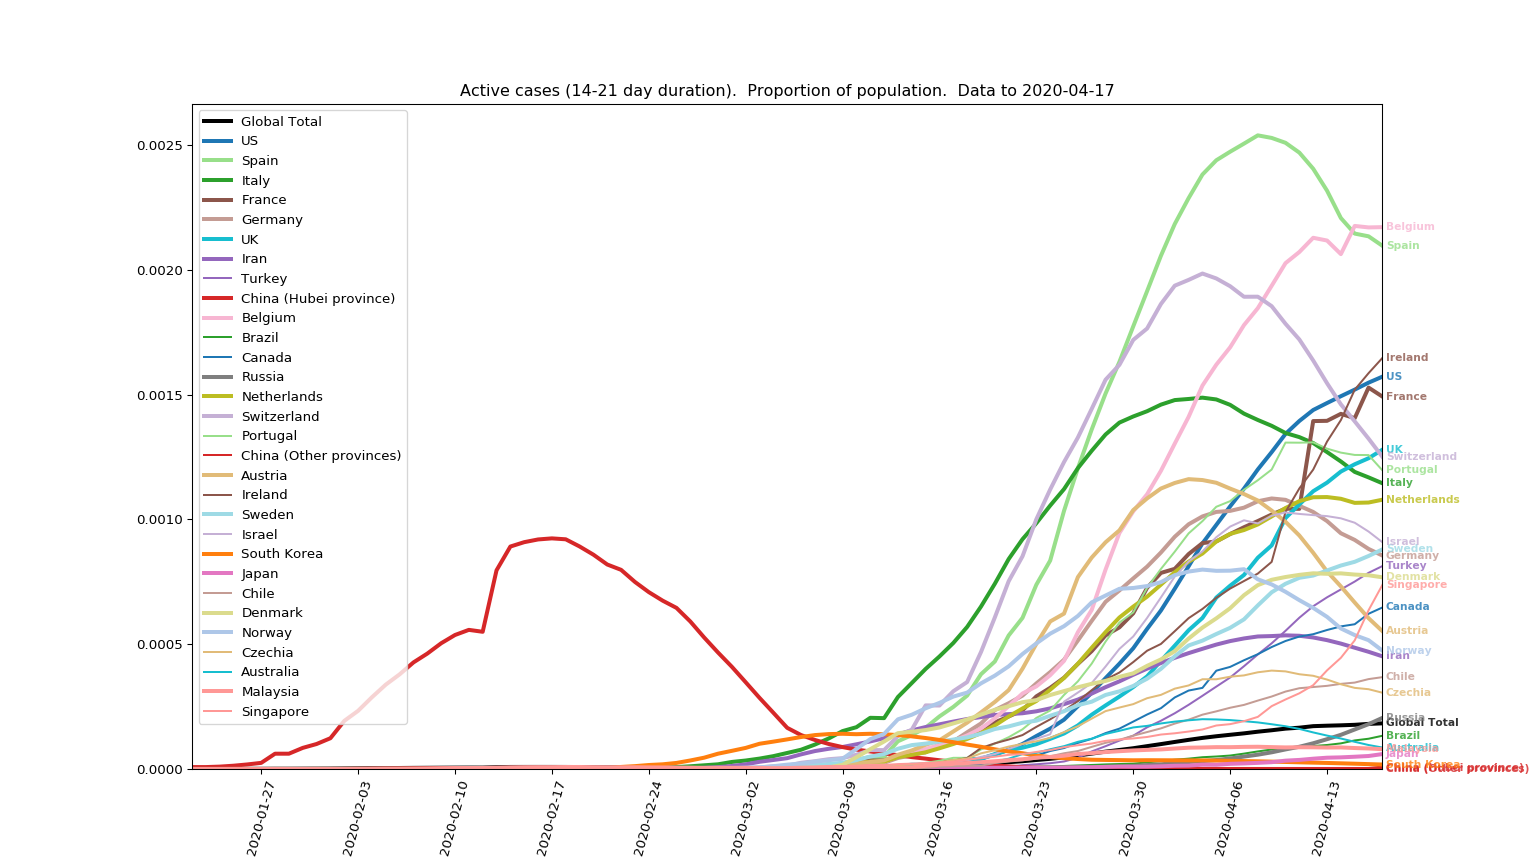 Active cases (14-21 day duration).  Proportion of population.  Data to 2020-04-17
0.0025
0.0020
0.0015
0.0010
0.0005
0.0000
Global Total
US
Spain
Italy
France
Germany
UK
Iran
Turkey
China (Hubei province)
Belgium
Brazil
Canada
Russia
Netherlands
Switzerland
Portugal
China (Other provinces)
Austria
Ireland
Sweden
Israel
South Korea
Japan
Chile
Denmark
Norway
Czechia
Australia
Malaysia
Singapore
Belgium
Spain
Ireland
US
France
UK
Switzerland
Portugal
Italy
Netherlands
Israel
Sweden
Germany
Turkey
Denmark
Singapore
Canada
Austria
Norway
Iran
Chile
Czechia
Russia
Global Total
Brazil
Australia
Japan
South Korea
China (Other provinces)
2020-01-27
2020-02-03
2020-02-10
2020-02-17
2020-02-24
2020-03-02
2020-03-09
2020-03-16
2020-03-23
2020-03-30
2020-04-06
2020-04-13